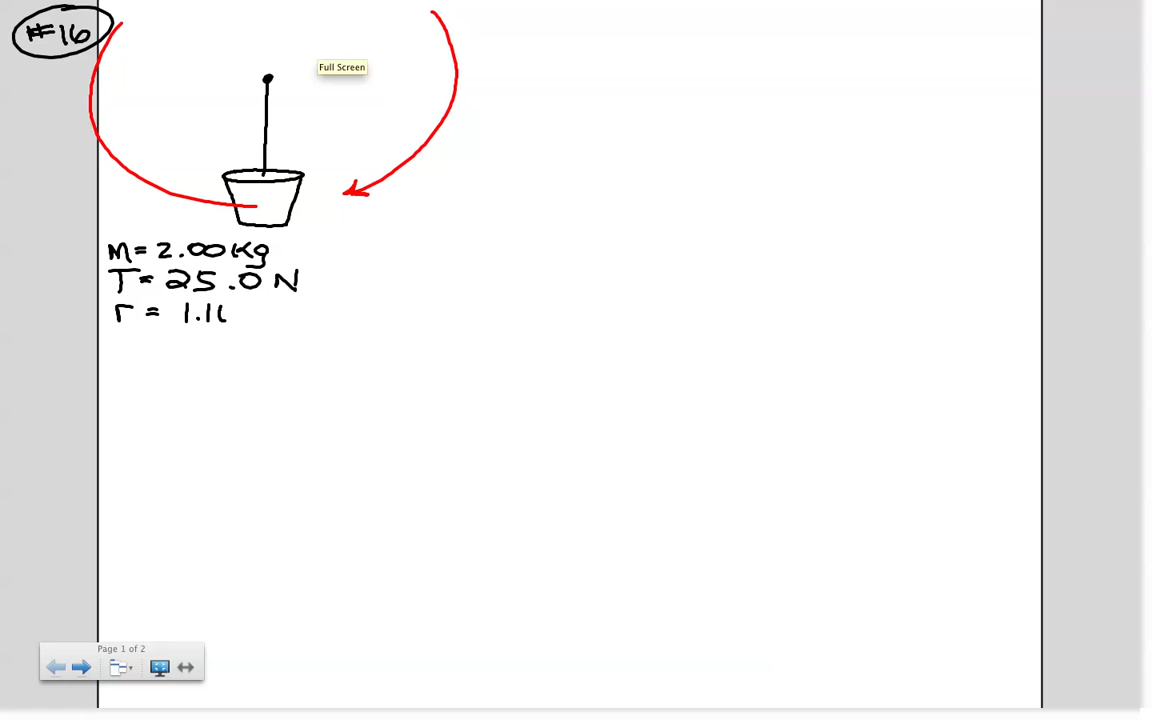 #16
Full Screen
m = 2.00 kg
T = 25.0 N
r = 1.1
Page 1 of 2